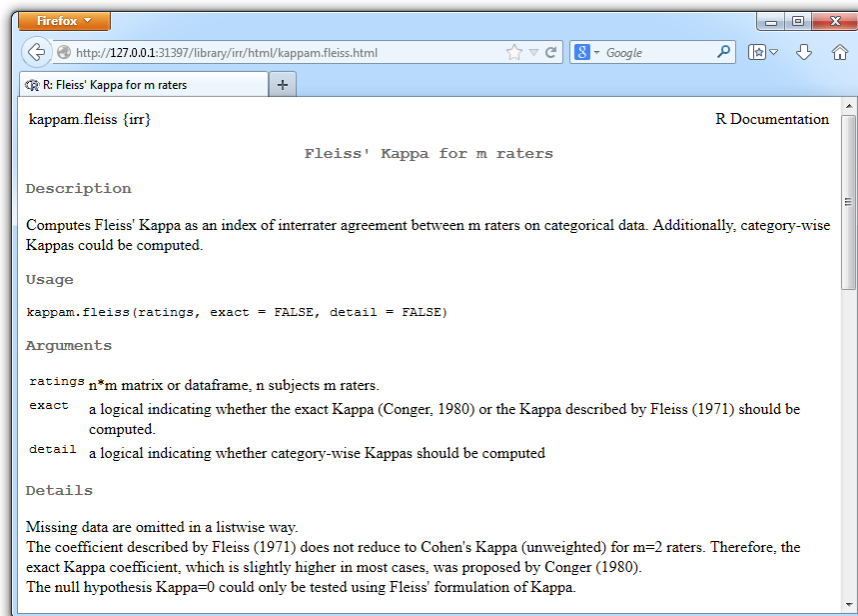 Firefox
http://127.0.0.1:31397/library/irr/html/kappam.fleiss.html
8
Google
R: Fleiss' Kappa for m raters
+
kappam.fleiss {irr}
R Documentation
Fleiss' Kappa for m raters
Description
Computes Fleiss' Kappa as an index of interrater agreement between m raters on categorical data. Additionally, category-wise
Kappas could be computed.
Usage
kappam.fleiss(ratings, exact = FALSE, detail = FALSE)
Arguments
ratings n*m matrix or dataframe, n subjects m raters.
exact a logical indicating whether the exact Kappa (Conger, 1980) or the Kappa described by Fleiss (1971) should be
computed.
detail a logical indicating whether category-wise Kappas should be computed
Details
Missing data are omitted in a listwise way.
The coefficient described by Fleiss (1971) does not reduce to Cohen's Kappa (unweighted) for m=2 raters. Therefore, the
exact Kappa coefficient, which is slightly higher in most cases, was proposed by Conger (1980).
The null hypothesis Kappa=0 could only be tested using Fleiss' formulation of Kappa.